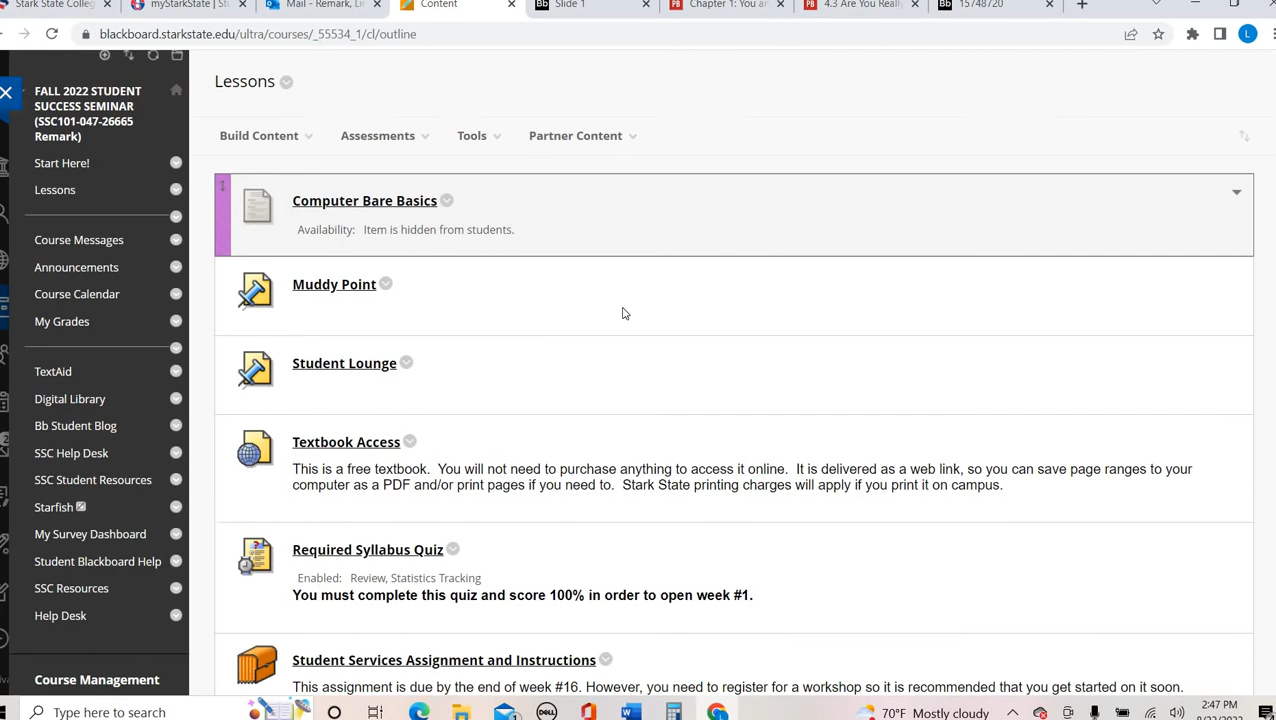 Stark State Colleg
myStarkState | Stu
Mail - Remark, Lin
Content
Slide 1
Chapter 1: You an
4.3 Are You Really
15748720
blackboard.starkstate.edu/ultra/courses/_55534_1/cl/outline
L
FALL 2022 STUDENT
SUCCESS SEMINAR
(SSC101-047-26665
Remark)
Start Here!
Lessons
Course Messages
Announcements
Course Calendar
My Grades
TextAid
Digital Library
Bb Student Blog
SSC Help Desk
SSC Student Resources
Starfish
My Survey Dashboard
Student Blackboard Help
SSC Resources
Help Desk
Course Management
Lessons
Build Content
Assessments
Tools
Partner Content
Computer Bare Basics
Availability: Item is hidden from students.
Muddy Point
Student Lounge
Textbook Access
This is a free textbook. You will not need to purchase anything to access it online. It is delivered as a web link, so you can save page ranges to your
computer as a PDF and/or print pages if you need to. Stark State printing charges will apply if you print it on campus.
Required Syllabus Quiz
Enabled: Review, Statistics Tracking
You must complete this quiz and score 100% in order to open week #1.
Student Services Assignment and Instructions
This assignment is due by the end of week #16. However, you need to register for a workshop so it is recommended that you get started on it soon.
Type here to search
70°F Mostly cloudy
2:47 PM